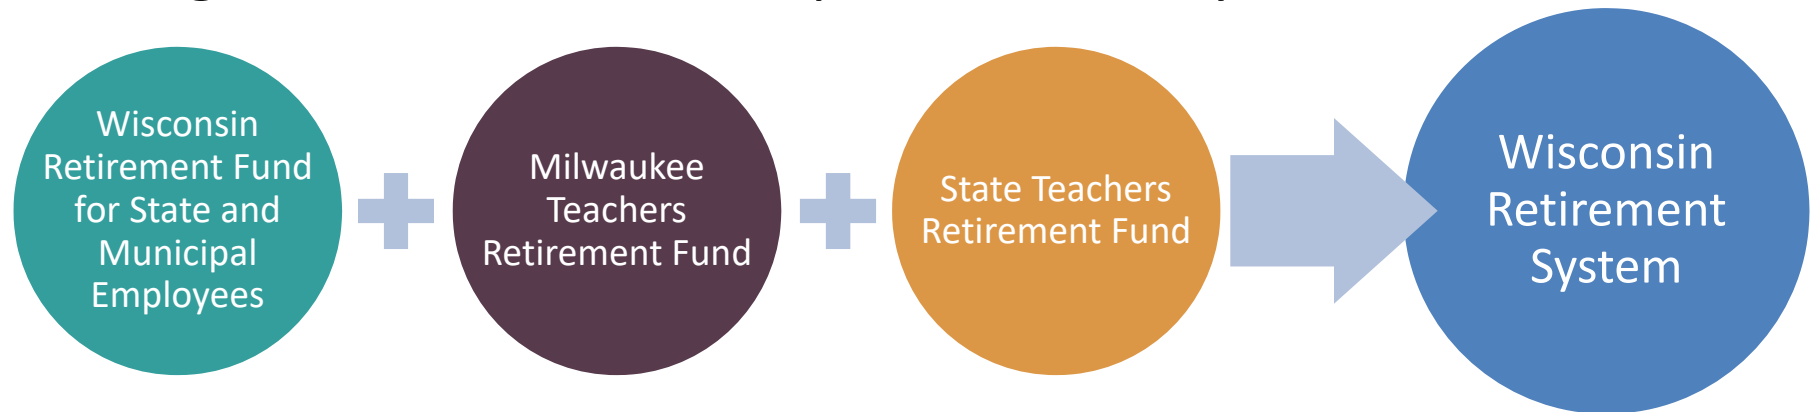 Wisconsin
Retirement Fund
for State and
Municipal
Employees
Milwaukee
Teachers
Retirement Fund
State Teachers
Retirement Fund
Wisconsin
Retirement
System